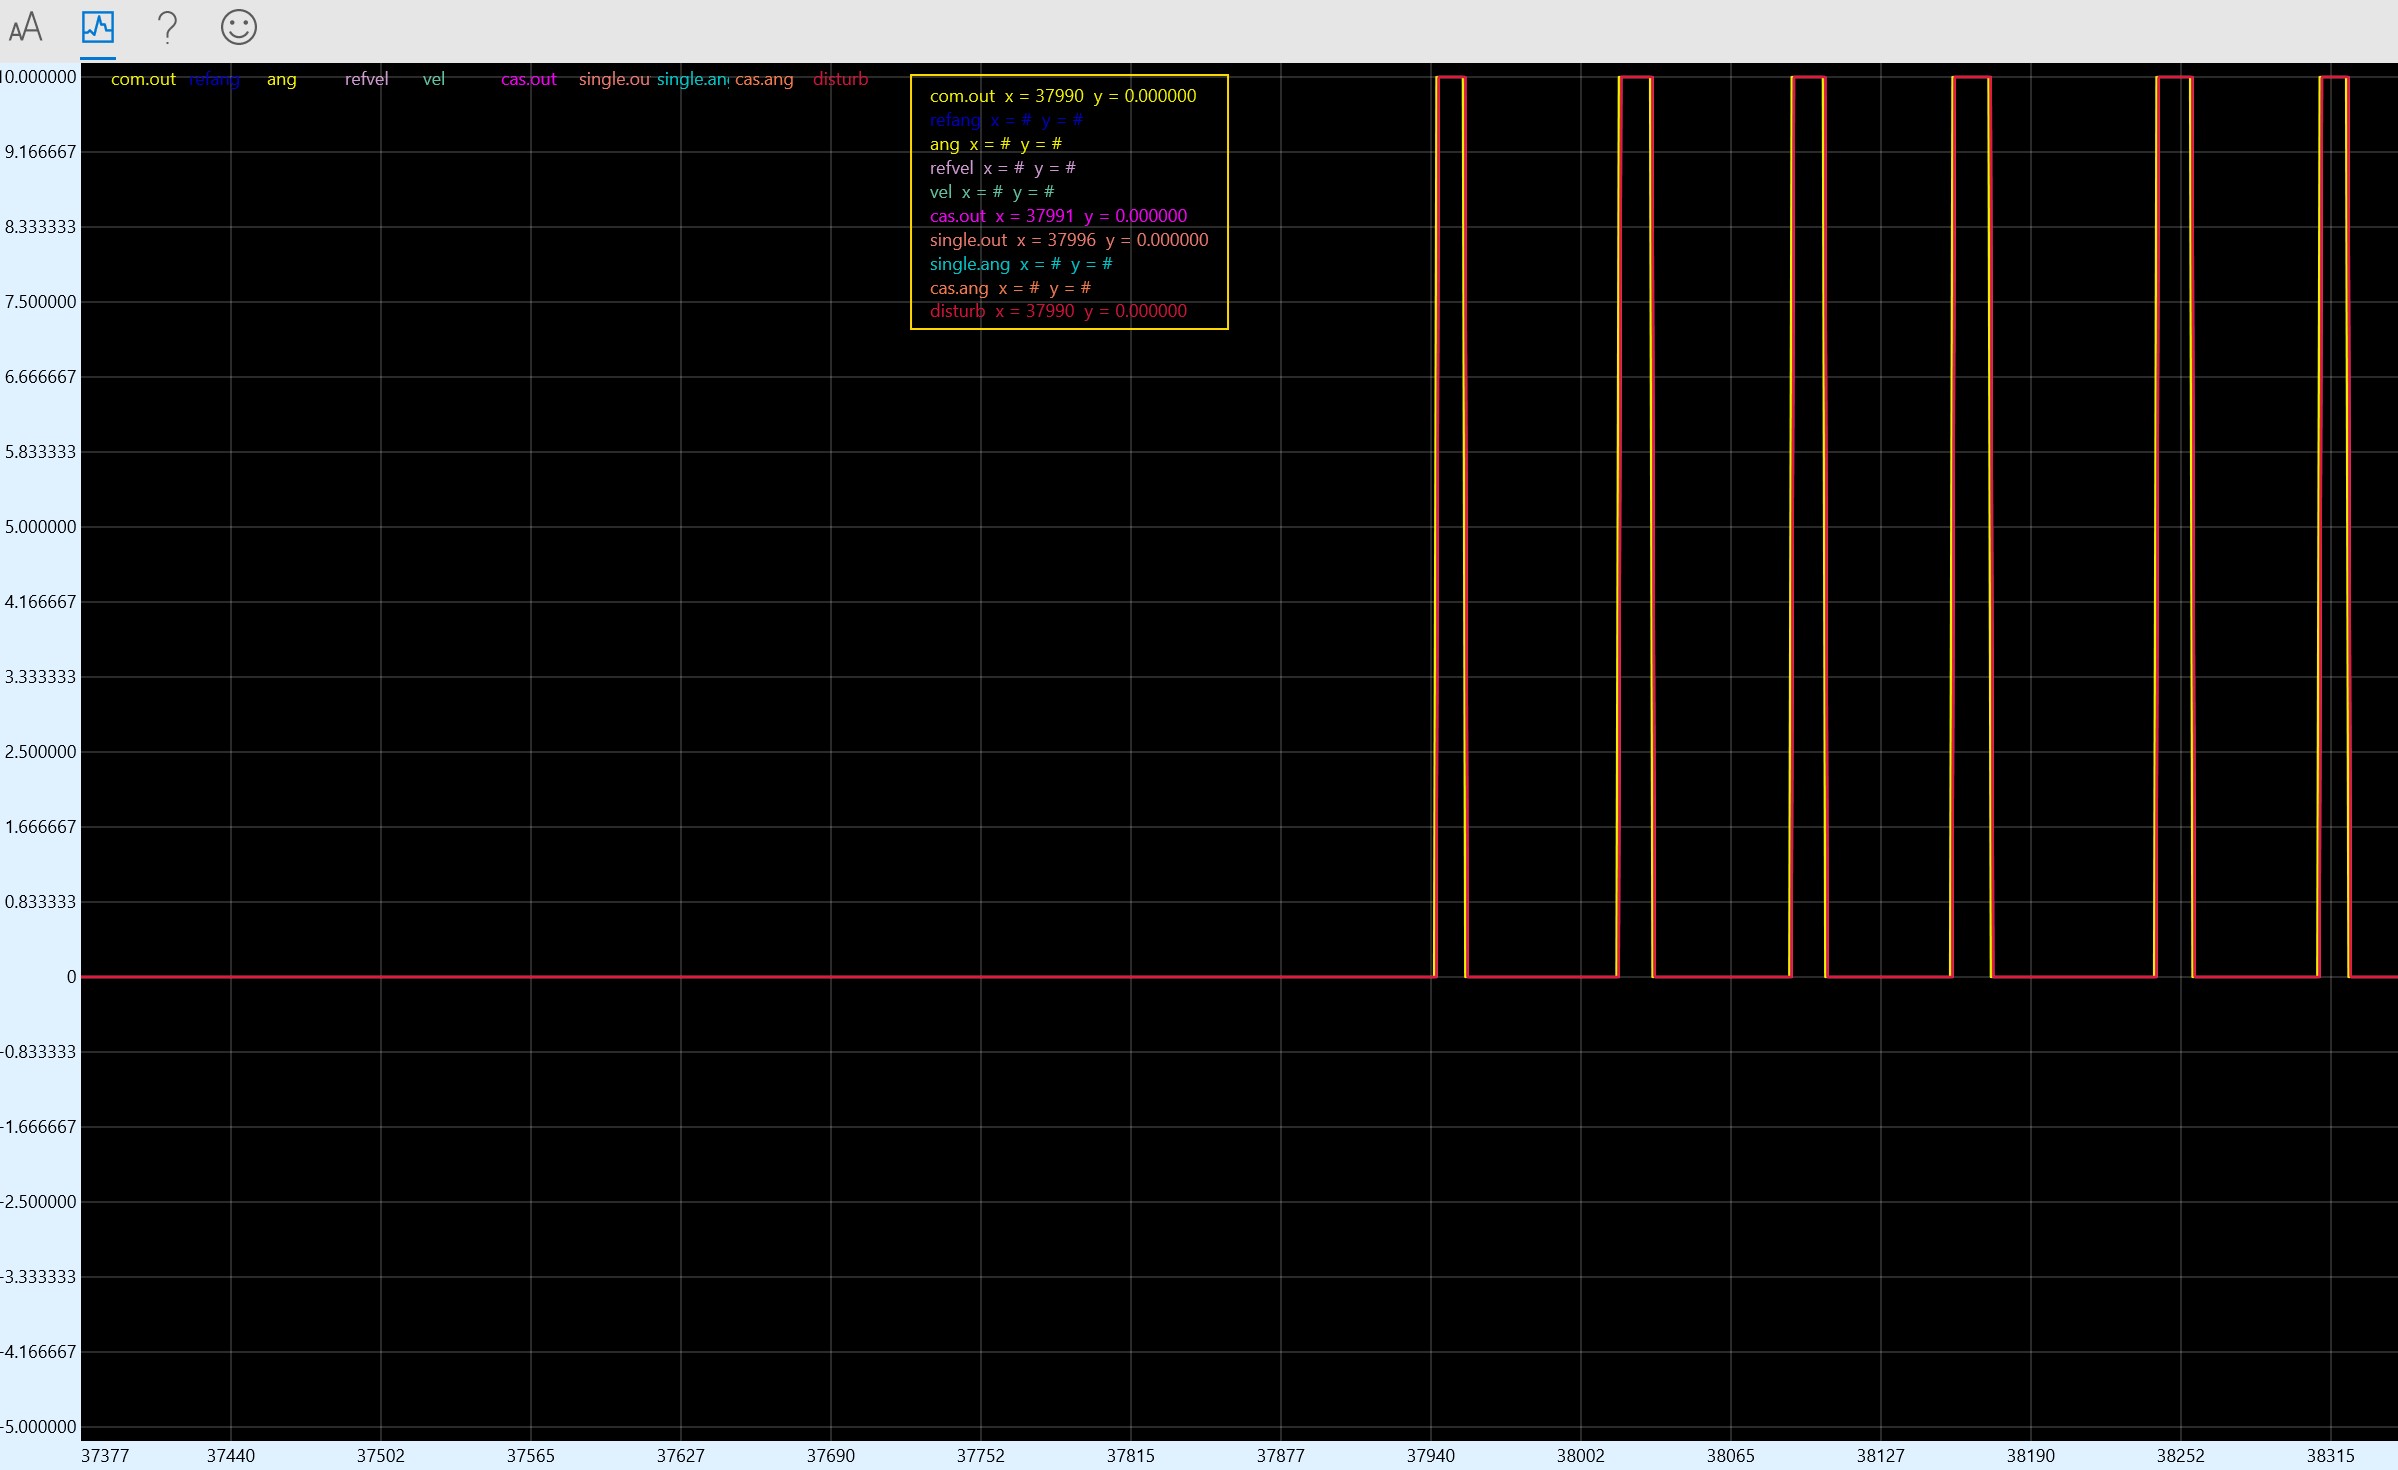 AA
?
10.000000
com.out refang ang refvel vel cas.out single.ou single.ang cas.ang disturb
com.out x = 37990 y = 0.000000
refang x = # y = #
ang x = # y = #
refvel x = # y = #
vel x = # y = #
cas.out x = 37991 y = 0.000000
single.out x = 37996 y = 0.000000
single.ang x = # y = #
cas.ang x = # y = #
disturb x = 37990 y = 0.000000
9.166667
8.333333
7.500000
6.666667
5.833333
5.000000
4.166667
3.333333
2.500000
1.666667
0.833333
0
-0.833333
-1.666667
-2.500000
-3.333333
-4.166667
-5.000000
37377 37440 37502 37565 37627 37690 37752 37815 37877 37940 38002 38065 38127 38190 38252 38315